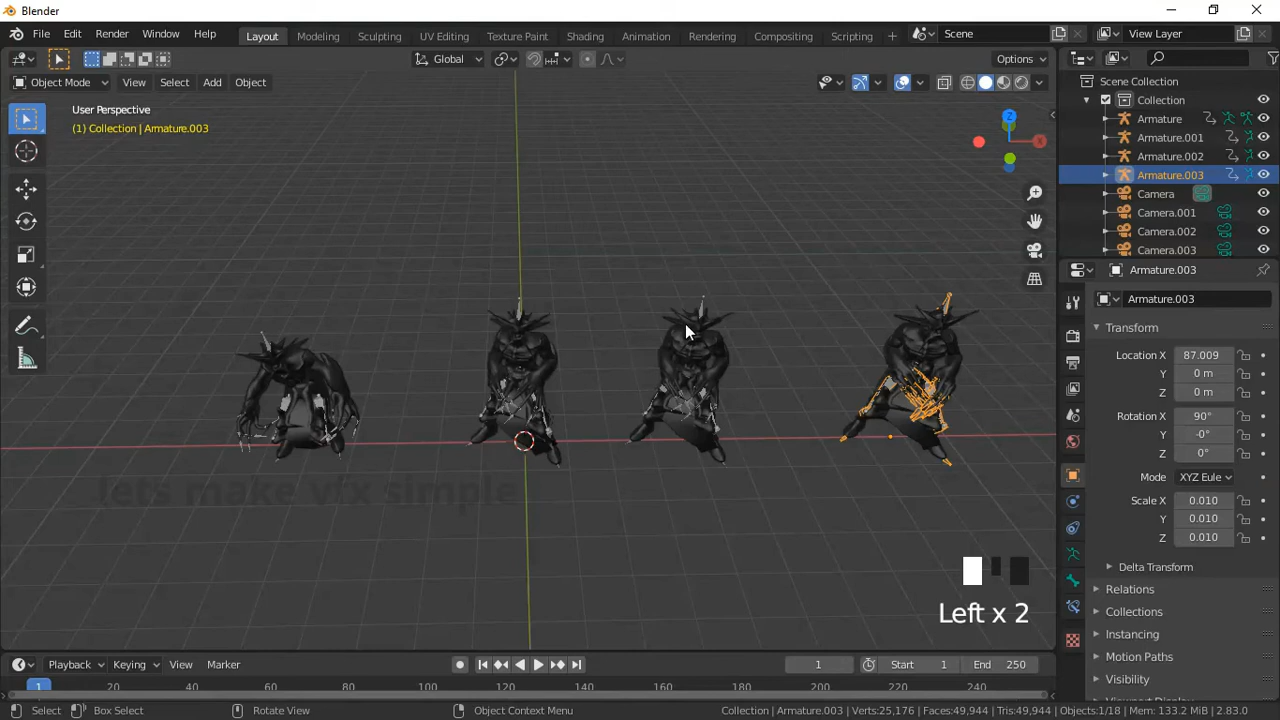 Blender
File Edit Render Window Help
Layout Modeling Sculpting UV Editing Texture Paint Shading Animation Rendering Compositing Scripting +
Scene
View Layer
Global
Options
Object Mode View Select Add Object
User Perspective
(1) Collection | Armature.003
Z
X
lets make vfx simple
Left x 2
Scene Collection
Collection
Armature
Armature.001
Armature.002
Armature.003
Camera
Camera.001
Camera.002
Camera.003
Armature.003
Armature.003
Transform
Location X 87.009
Y 0 m
Z 0 m
Rotation X 90°
Y -0°
Z 0°
Mode XYZ Eule
Scale X 0.010
Y 0.010
Z 0.010
Delta Transform
Relations
Collections
Instancing
Motion Paths
Visibility
Playback Keying View Marker
1
Start 1
End 250
1 20 40 60 80 100 120 140 160 180 200 220 240
Select Box Select Rotate View Object Context Menu
Collection | Armature.003 | Verts:25,176 | Faces:49,944 | Tris:49,944 | Objects:1/18 | Mem: 133.2 MiB | 2.83.0